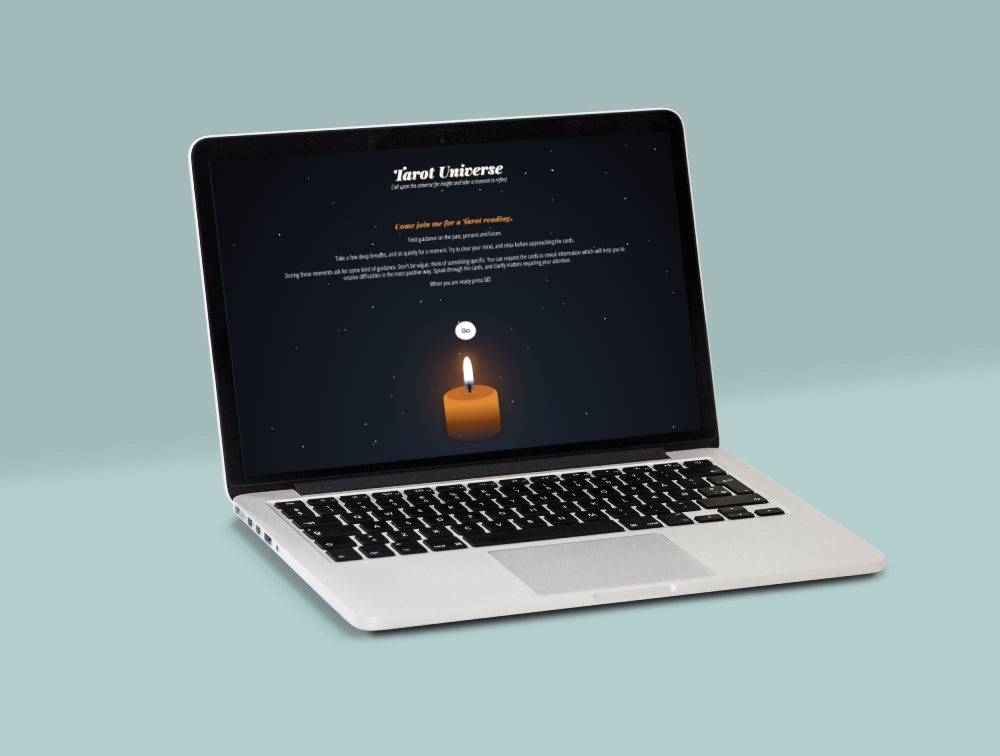 Tarot Universe
Call upon the universe for insight and take a moment to reflect
Come join me for a Tarot reading.
Find guidance on the past, present and future.
Take a few deep breaths, and sit quietly for a moment. Try to clear your mind, and relax before approaching the cards.
During these moments ask for some kind of guidance. Don't be vague, think of something specific. You can request the cards to reveal information which will help you to
resolve difficulties in the most positive way. Speak through the cards, and clarify matters requiring your attention.
When you are ready press GO
Go